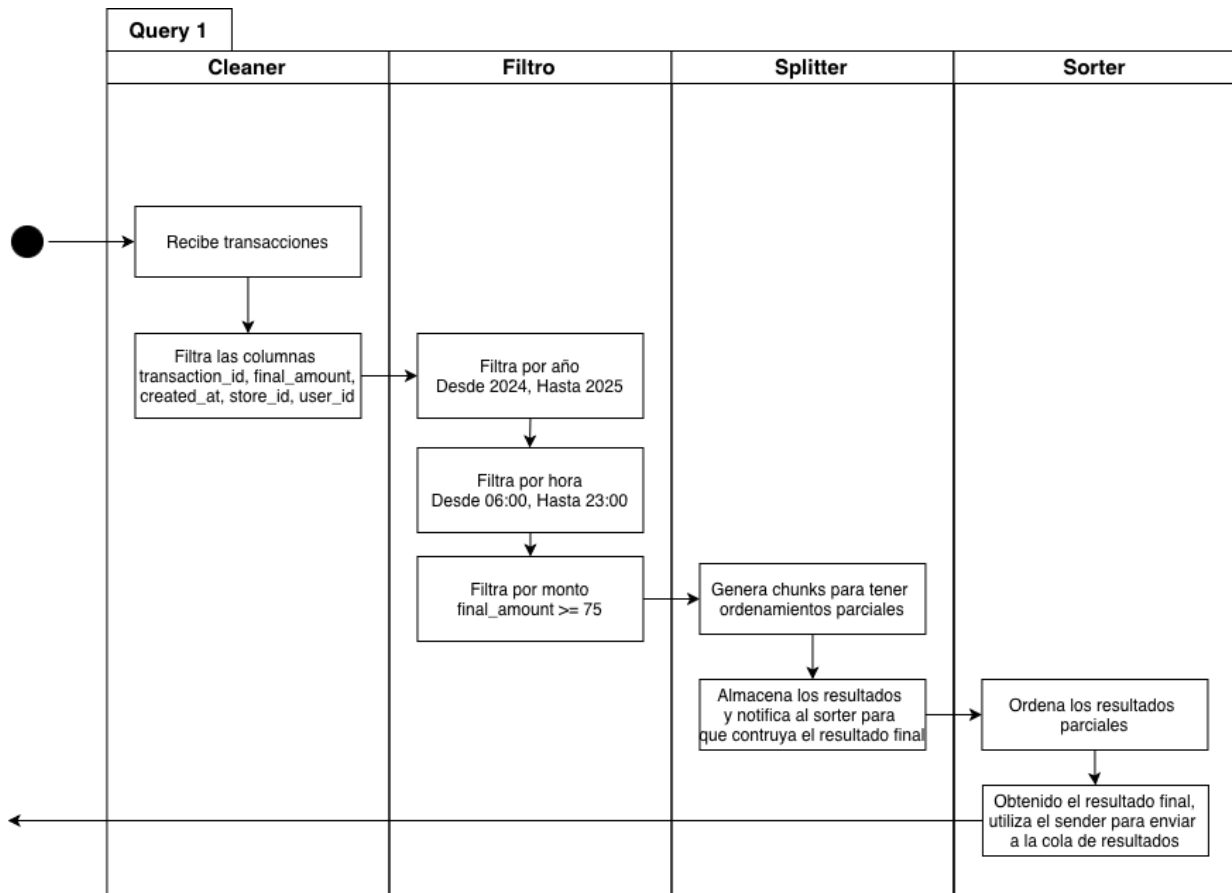 Query 1
Cleaner
Filtro
Splitter
Sorter
Recibe transacciones
Filtra las columnas
transaction_id, final_amount,
created_at, store_id, user_id
Filtra por año
Desde 2024, Hasta 2025
Filtra por hora
Desde 06:00, Hasta 23:00
Filtra por monto
final_amount >= 75
Genera chunks para tener
ordenamientos parciales
Almacena los resultados
y notifica al sorter para
que contruya el resultado final
Ordena los resultados
parciales
Obtenido el resultado final,
utiliza el sender para enviar
a la cola de resultados